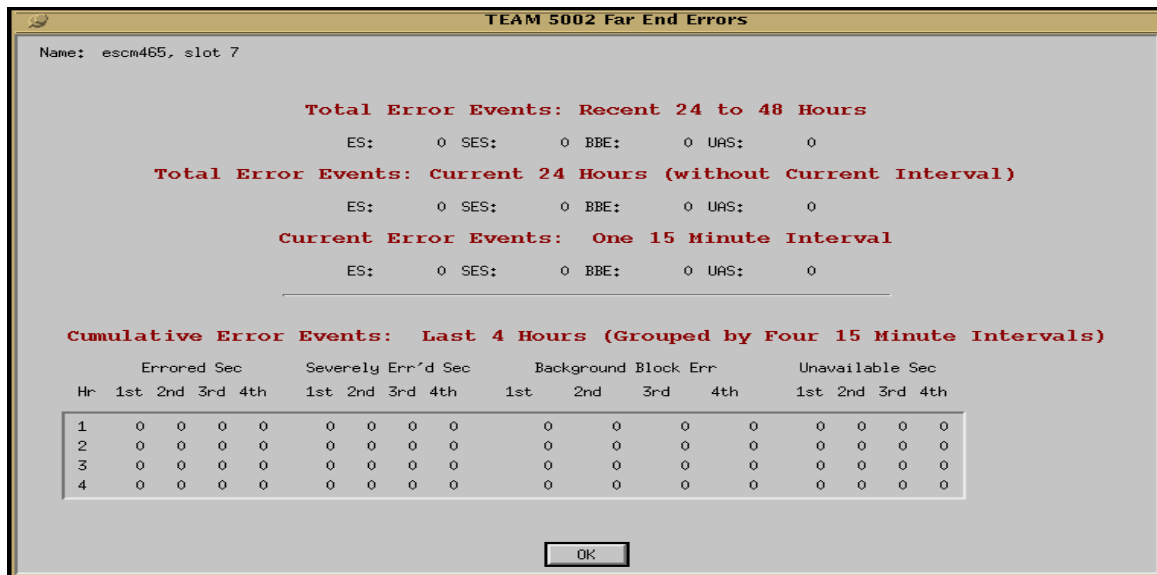 TEAM 5002 Far End Errors
Name: escm465, slot 7
Total Error Events: Recent 24 to 48 Hours
ES: 0 SES: 0 BBE: 0 UAS: 0
Total Error Events: Current 24 Hours (without Current Interval)
ES: 0 SES: 0 BBE: 0 UAS: 0
Current Error Events: One 15 Minute Interval
ES: 0 SES: 0 BBE: 0 UAS: 0
Cumulative Error Events: Last 4 Hours (Grouped by Four 15 Minute Intervals)
Errored Sec Severely Err'd Sec Background Block Err Unavailable Sec
Hr 1st 2nd 3rd 4th 1st 2nd 3rd 4th 1st 2nd 3rd 4th 1st 2nd 3rd 4th
1 0 0 0 0 0 0 0 0 0 0 0 0 0 0 0 0
2 0 0 0 0 0 0 0 0 0 0 0 0 0 0 0 0
3 0 0 0 0 0 0 0 0 0 0 0 0 0 0 0 0
4 0 0 0 0 0 0 0 0 0 0 0 0 0 0 0 0
OK